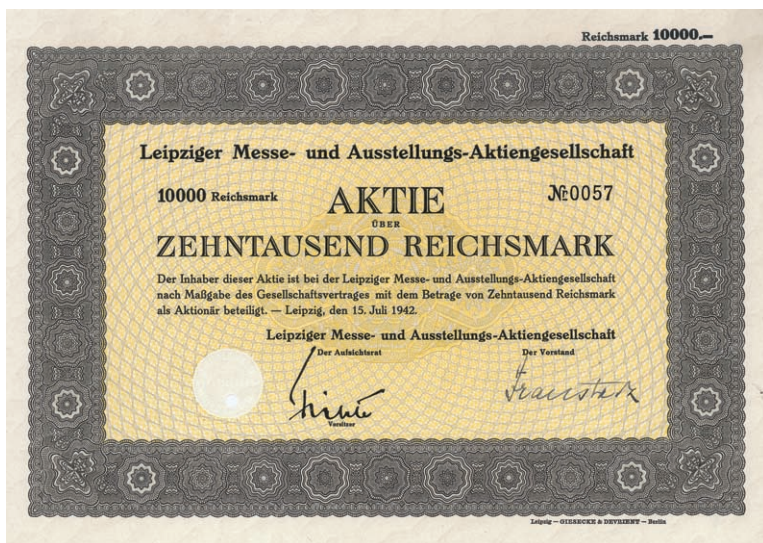 Reichsmark 10000.—
Leipziger Messe- und Ausstellungs-Aktiengesellschaft
10000 Reichsmark
AKTIE
№ 0057
ÜBER
ZEHNTAUSEND REICHSMARK
Der Inhaber dieser Aktie ist bei der Leipziger Messe- und Ausstellungs-Aktiengesellschaft
nach Maßgabe des Gesellschaftsvertrages mit dem Betrage von Zehntausend Reichsmark
als Aktionär beteiligt. — Leipzig, den 15. Juli 1942.
Leipziger Messe- und Ausstellungs-Aktiengesellschaft
Der Aufsichtsrat
Der Vorstand
Vorsitzer
Leipzig — GIESECKE & DEVRIENT — Berlin